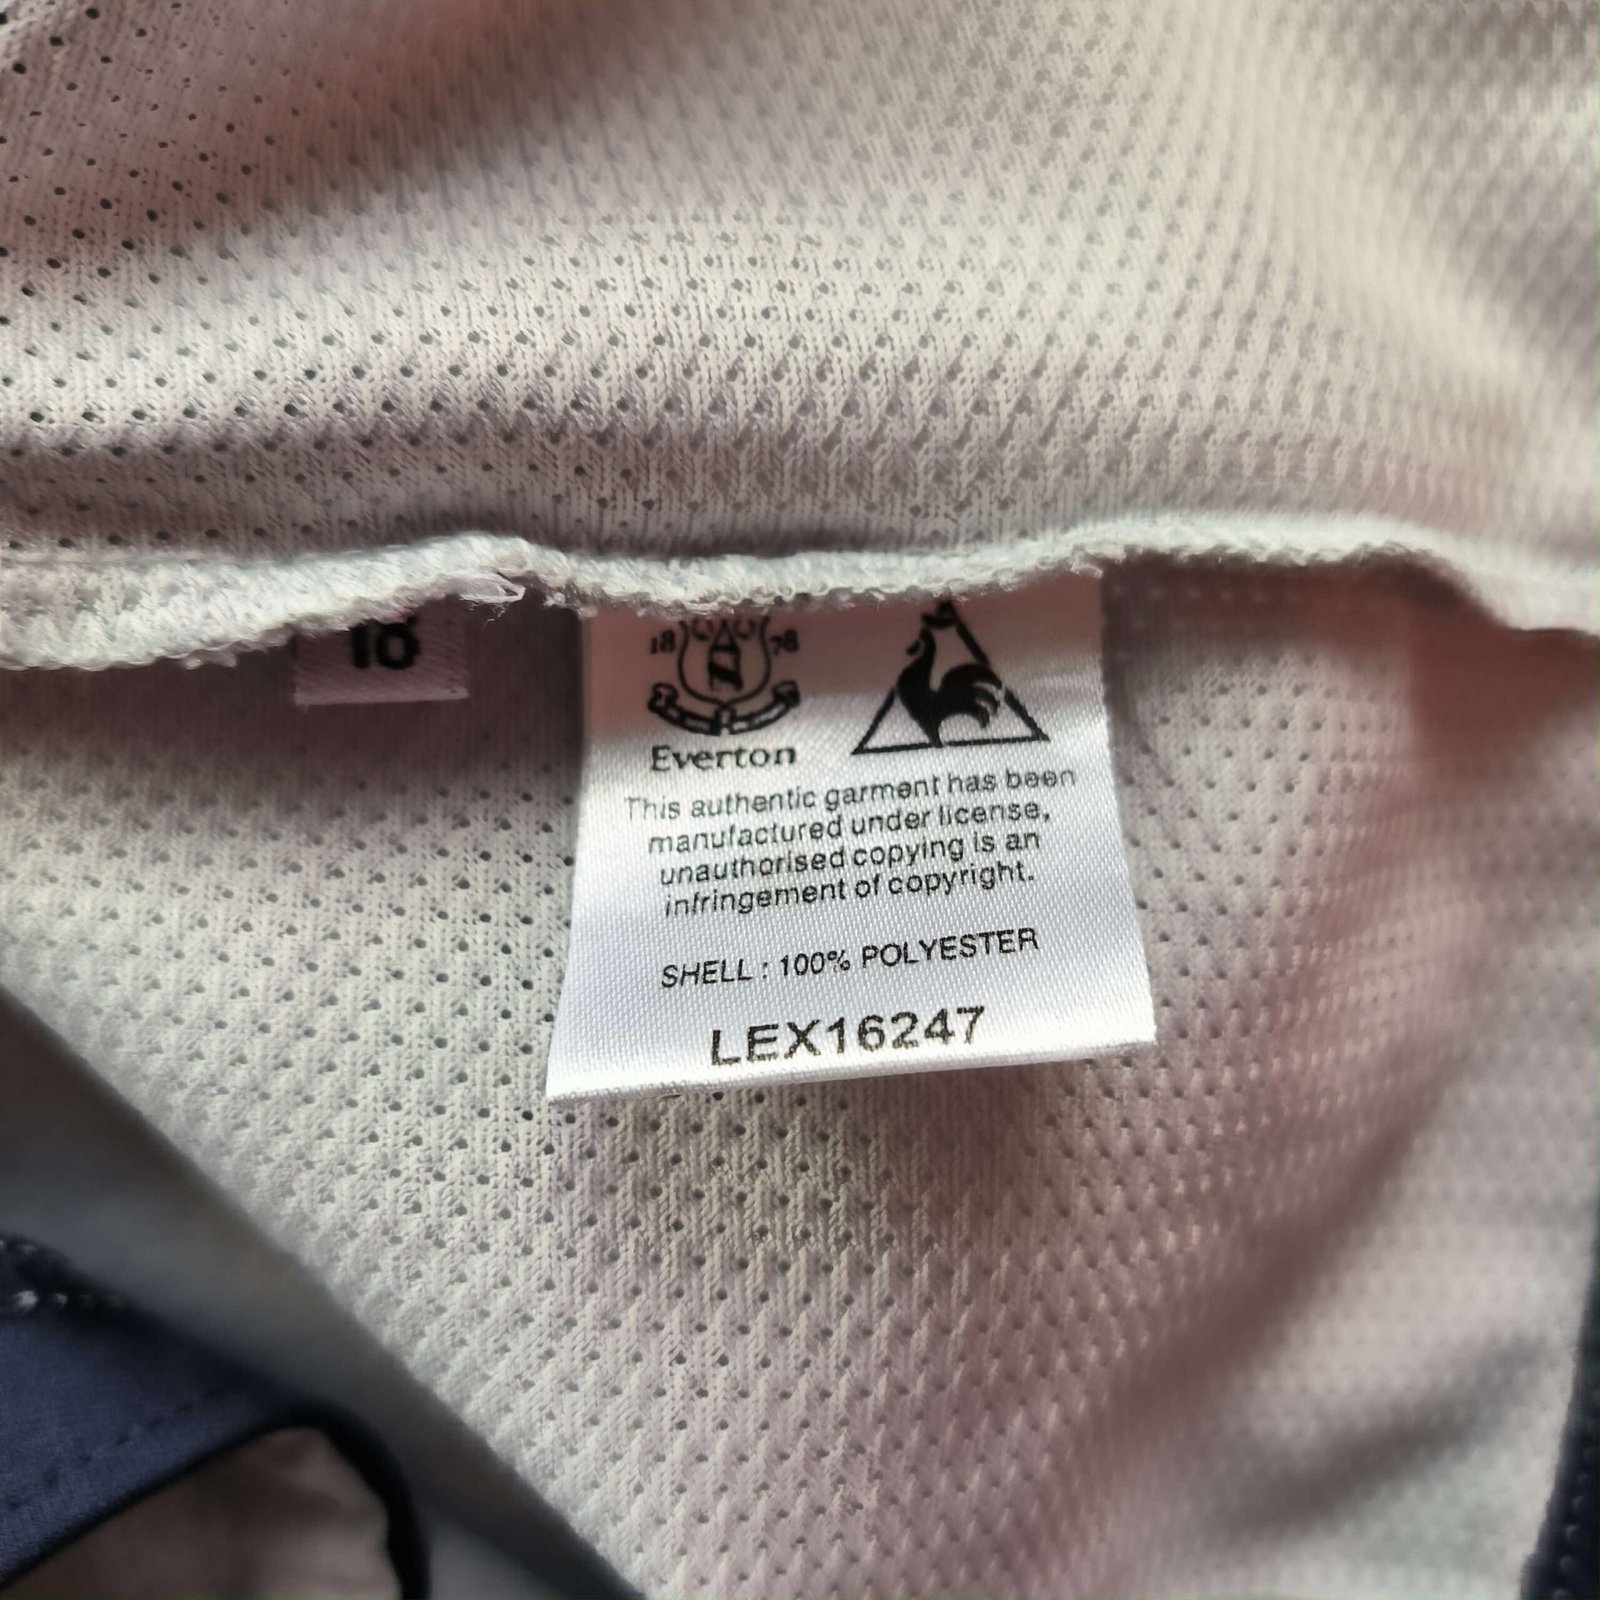 18 78
Everton
This authentic garment has been
manufactured under license,
unauthorised copying is an
infringement of copyright.
SHELL : 100% POLYESTER
LEX16247